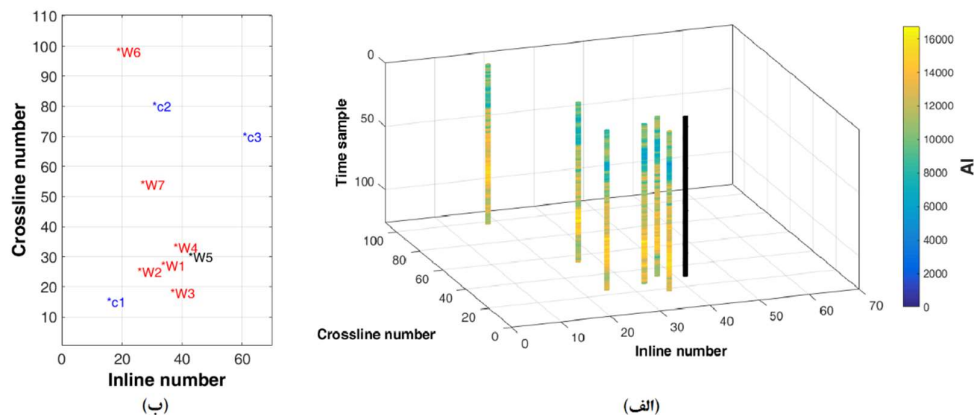 110
100
90
80
70
60
50
40
30
20
10
0 20 40 60
Crossline number
Inline number
*W6
*c2
*c3
*W7
*W4
*W5
*W1
*W2
*W3
*c1
(ب)
0
50
100
Time sample
100
80
60
40
20
0
Crossline number
0 10 20 30 40 50 60 70
Inline number
16000
14000
12000
10000
8000
6000
4000
2000
0
AI
(الف)